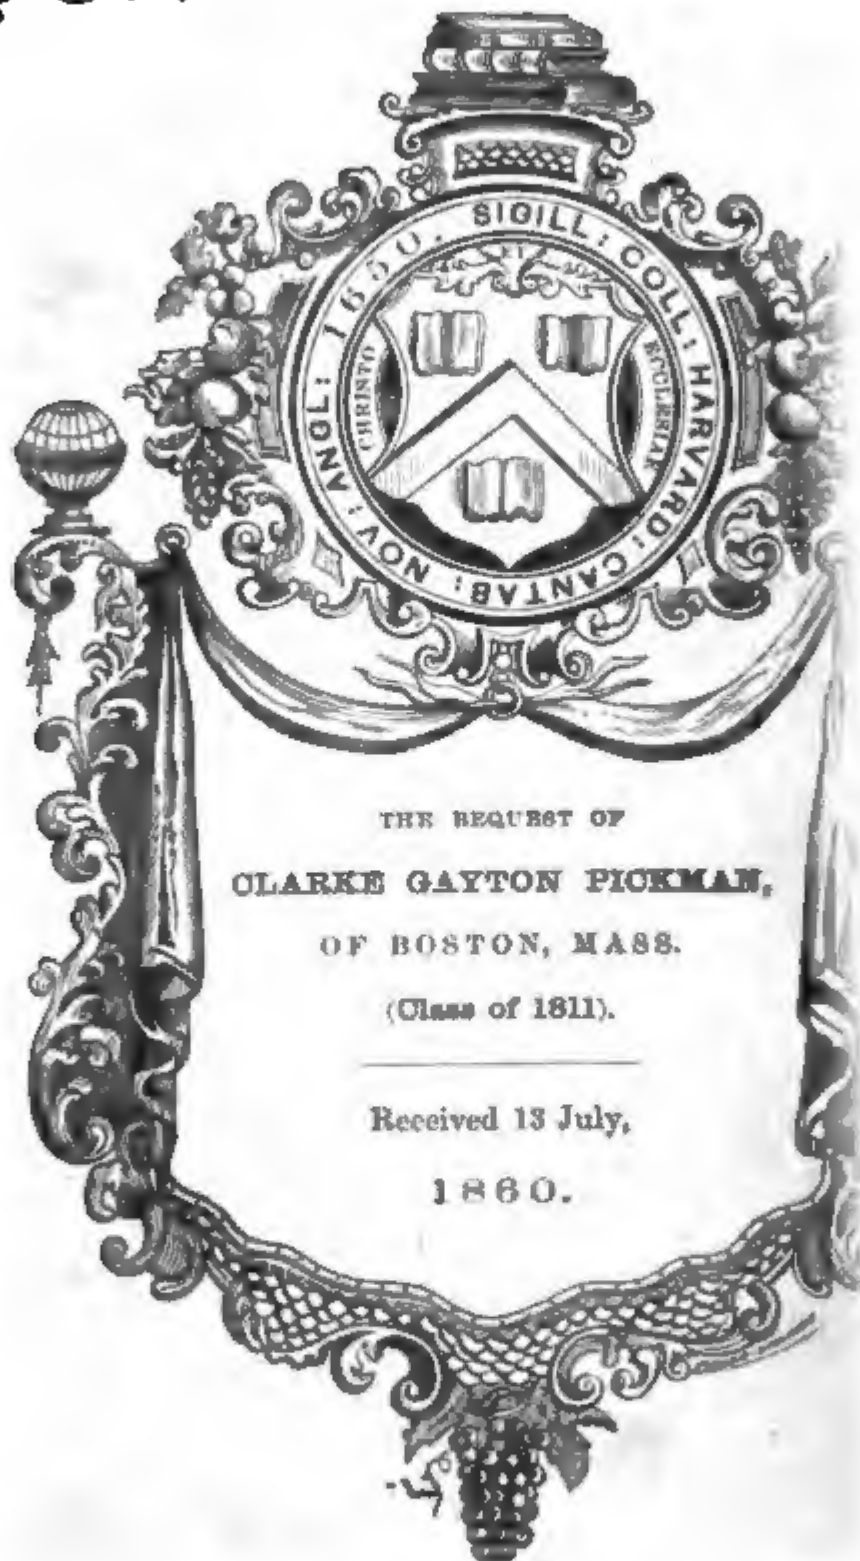 SIGILL: COLL: HARVARD: CANTAB: NOV: ANGL: 1650.
CHRISTO
ECCLESIAE
THE BEQUEST OF
CLARKE GAYTON PICKMAN,
OF BOSTON, MASS.
(Class of 1811).
Received 13 July,
1860.